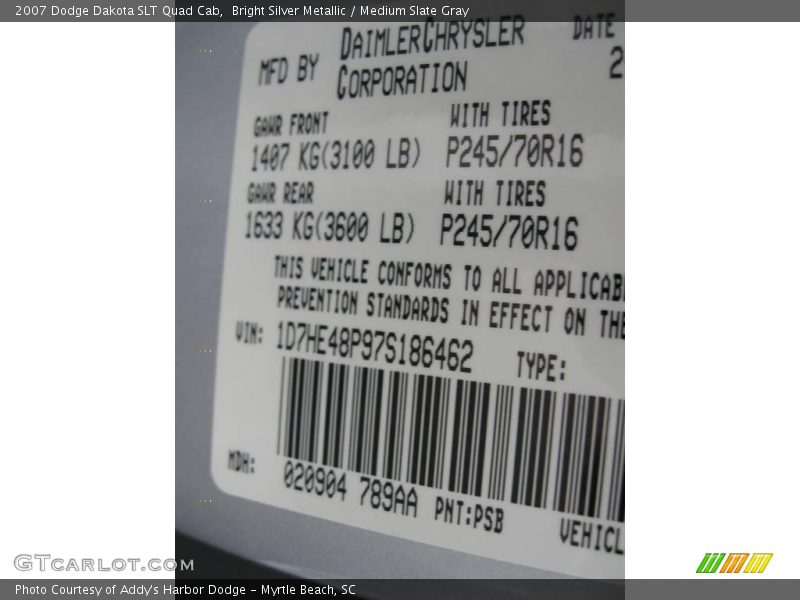 2007 Dodge Dakota SLT Quad Cab, Bright Silver Metallic / Medium Slate Gray
MFD BY DAIMLERCHRYSLER CORPORATION DATE
2
GAWR FRONT WITH TIRES
1407 KG(3100 LB) P245/70R16
GAWR REAR WITH TIRES
1633 KG(3600 LB) P245/70R16
THIS VEHICLE CONFORMS TO ALL APPLICAB
PREVENTION STANDARDS IN EFFECT ON THE
VIN: 1D7HE48P97S186462 TYPE:
MDH: 020904 789AA PNT:PSB VEHICL
GTCARLOT.COM
Photo Courtesy of Addy's Harbor Dodge - Myrtle Beach, SC